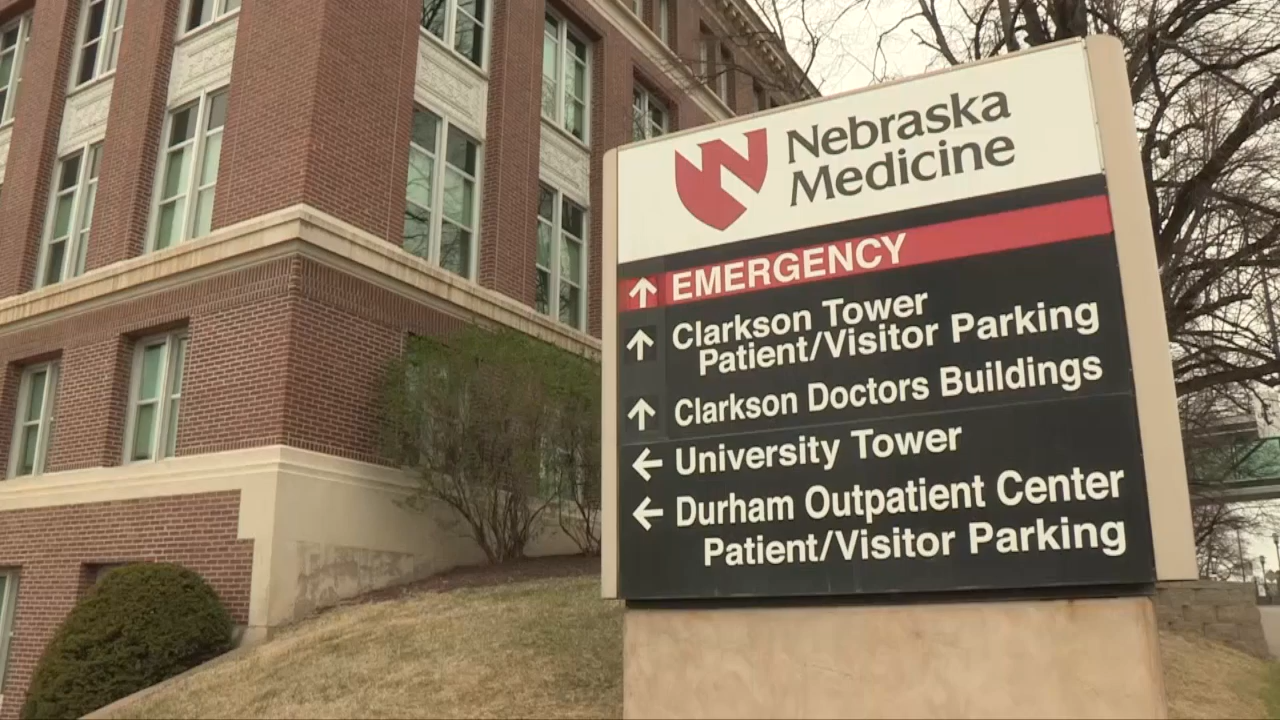 Nebraska
Medicine
↑ EMERGENCY
↑ Clarkson Tower
Patient/Visitor Parking
↑ Clarkson Doctors Buildings
← University Tower
← Durham Outpatient Center
Patient/Visitor Parking